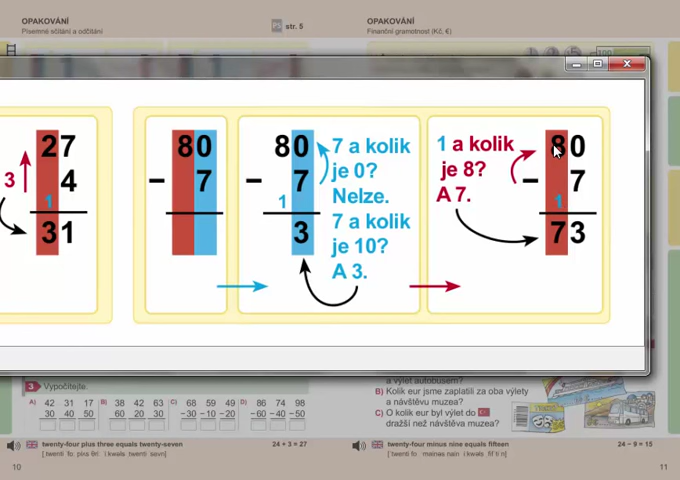 OPAKOVÁNÍ
Písemné sčítání a odčítání
str. 5
OPAKOVÁNÍ
Finanční gramotnost (Kč, €)
27
4
1
31
3
80
− 7
80
− 7
1
3
7 a kolik
je 0?
Nelze.
7 a kolik
je 10?
A 3.
1 a kolik
je 8?
A 7.
80
− 7
1
73
3 Vypočítejte.
A) 42 31 17
30 40 50
B) 38 42 63
60 20 30
C) 68 59 49
−30 −10 −20
D) 86 74 98
−60 −40 −50
a výlet autobusem?
B) Kolik eur jsme zaplatili za oba výlety
a návštěvu muzea?
C) O kolik eur byl výlet do
dražší než návštěva muzea?
twenty-four plus three equals twenty-seven
24 + 3 = 27
twenty-four minus nine equals fifteen
24 − 9 = 15
10
11